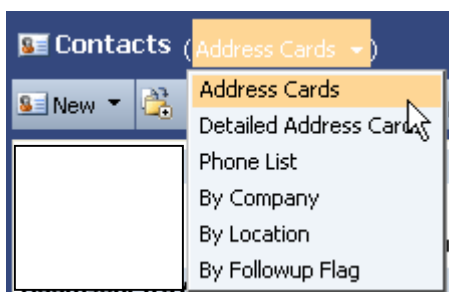 Contacts (Address Cards)
New
Address Cards
Detailed Address Cards
Phone List
By Company
By Location
By Followup Flag